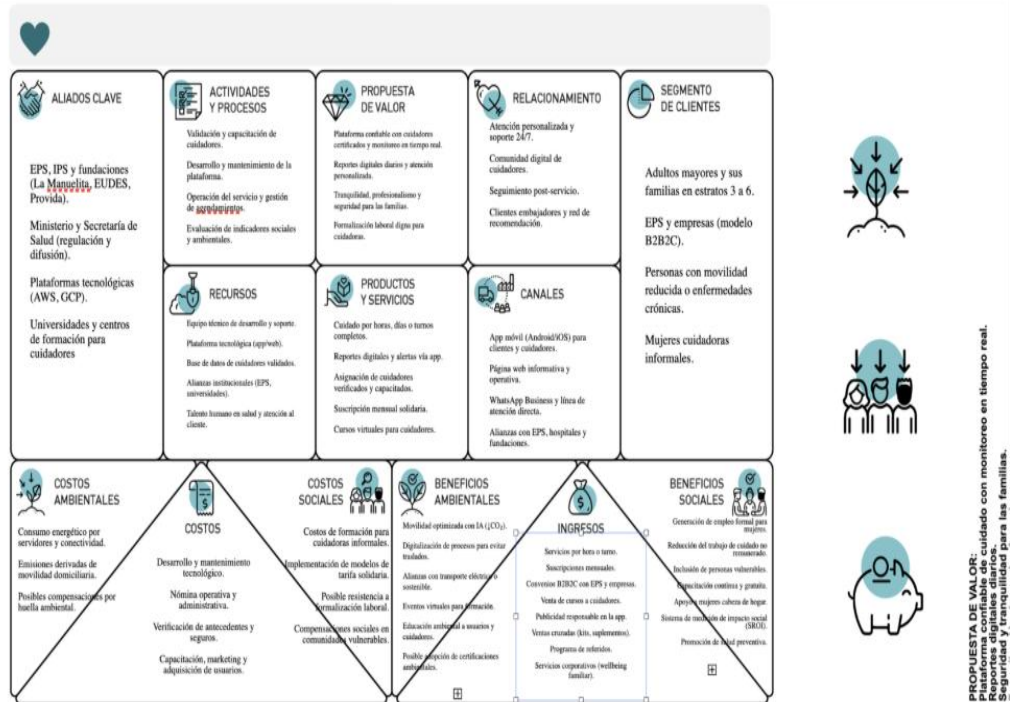 ALIADOS CLAVE
EPS, IPS y fundaciones
(La Manuelita, EUDES,
Provida).
Ministerio y Secretaría de
Salud (regulación y
difusión).
Plataformas tecnológicas
(AWS, GCP).
Universidades y centros
de formación para
cuidadores
ACTIVIDADES
Y PROCESOS
Validación y capacitación de
cuidadores.
Desarrollo y mantenimiento de la
plataforma.
Operación del servicio y gestión
de agendamientos.
Evaluación de indicadores sociales
y ambientales.
RECURSOS
Equipo técnico de desarrollo y soporte.
Plataforma tecnológica (app/web).
Base de datos de cuidadores validados.
Alianzas institucionales (EPS,
universidades).
Talento humano en salud y atención al
cliente.
PROPUESTA
DE VALOR
Plataforma confiable con cuidadores
certificados y monitoreo en tiempo real.
Reportes digitales diarios y atención
personalizada.
Tranquilidad, profesionalismo y
seguridad para las familias.
Formalización laboral digna para
cuidadoras.
PRODUCTOS
Y SERVICIOS
Cuidado por horas, días o turnos
completos.
Reportes digitales y alertas vía app.
Asignación de cuidadores
verificados y capacitados.
Suscripción mensual solidaria.
Cursos virtuales para cuidadores.
RELACIONAMIENTO
Atención personalizada y
soporte 24/7.
Comunidad digital de
cuidadores.
Seguimiento post-servicio.
Clientes embajadores y red de
recomendación.
CANALES
App móvil (Android/iOS) para
clientes y cuidadores.
Página web informativa y
operativa.
WhatsApp Business y línea de
atención directa.
Alianzas con EPS, hospitales y
fundaciones.
SEGMENTO
DE CLIENTES
Adultos mayores y sus
familias en estratos 3 a 6.
EPS y empresas (modelo
B2B2C).
Personas con movilidad
reducida o enfermedades
crónicas.
Mujeres cuidadoras
informales.
COSTOS
AMBIENTALES
Consumo energético por
servidores y conectividad.
Emisiones derivadas de
movilidad domiciliaria.
Posibles compensaciones por
huella ambiental.
COSTOS
Desarrollo y mantenimiento
tecnológico.
Nómina operativa y
administrativa.
Verificación de antecedentes y
seguros.
Capacitación, marketing y
adquisición de usuarios.
COSTOS
SOCIALES
Costos de formación para
cuidadoras informales.
Implementación de modelos de
tarifa solidaria.
Posible resistencia a
formalización laboral.
Compensaciones sociales en
comunidades vulnerables.
BENEFICIOS
AMBIENTALES
Movilidad optimizada con IA (↓CO₂).
Digitalización de procesos para evitar
traslados.
Alianzas con transporte eléctrico o
sostenible.
Eventos virtuales para formación.
Educación ambiental a usuarios y
cuidadores.
Posible adopción de certificaciones
ambientales.
INGRESOS
Servicios por hora o turno.
Suscripciones mensuales.
Convenios B2B2C con EPS y empresas.
Venta de cursos a cuidadores.
Publicidad responsable en la app.
Ventas cruzadas (kits, suplementos).
Programa de referidos.
Servicios corporativos (wellbeing
familiar).
BENEFICIOS
SOCIALES
Generación de empleo formal para
mujeres.
Reducción del trabajo de cuidado no
remunerado.
Inclusión de personas vulnerables.
Capacitación continua y gratuita.
Apoyo a mujeres cabeza de hogar.
Sistema de medición de impacto social
(SROI).
Promoción de salud preventiva.
PROPUESTA DE VALOR:
Plataforma confiable de cuidado con monitoreo en tiempo real.
Reportes digitales diarios.
Seguridad y tranquilidad para las familias.